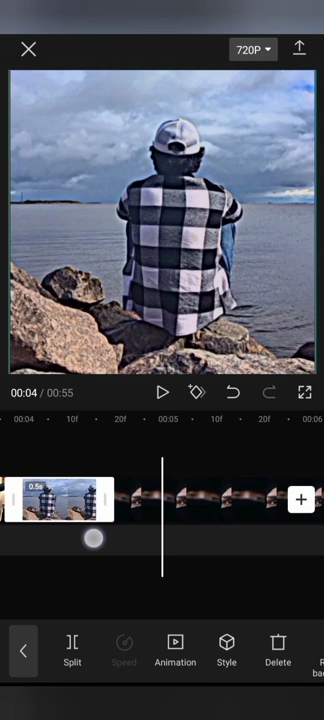 720P
00:04 / 00:55
00:04 10f 20f 00:05 10f 20f 00:06
0.5s
Split Speed Animation Style Delete